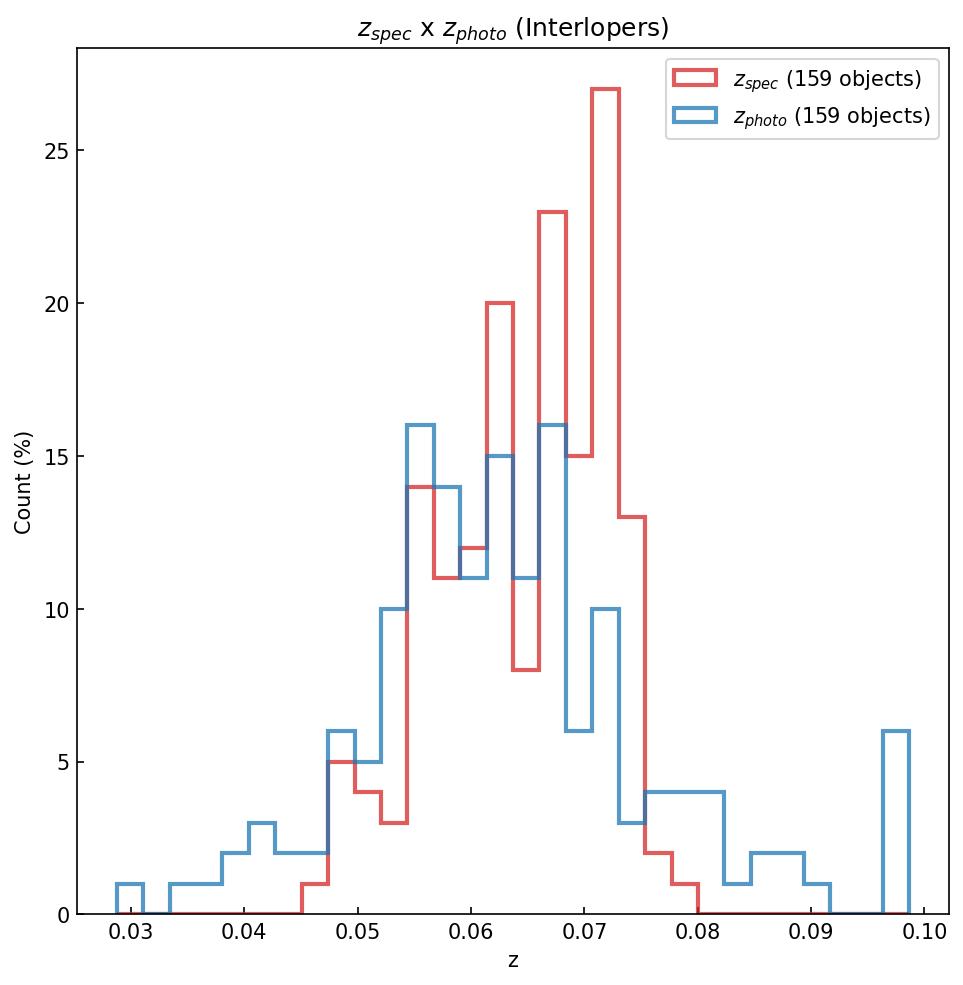 z_spec x z_photo (Interlopers)
z_spec (159 objects)
z_photo (159 objects)
Count (%)
25
20
15
10
5
0
0.03 0.04 0.05 0.06 0.07 0.08 0.09 0.10
z